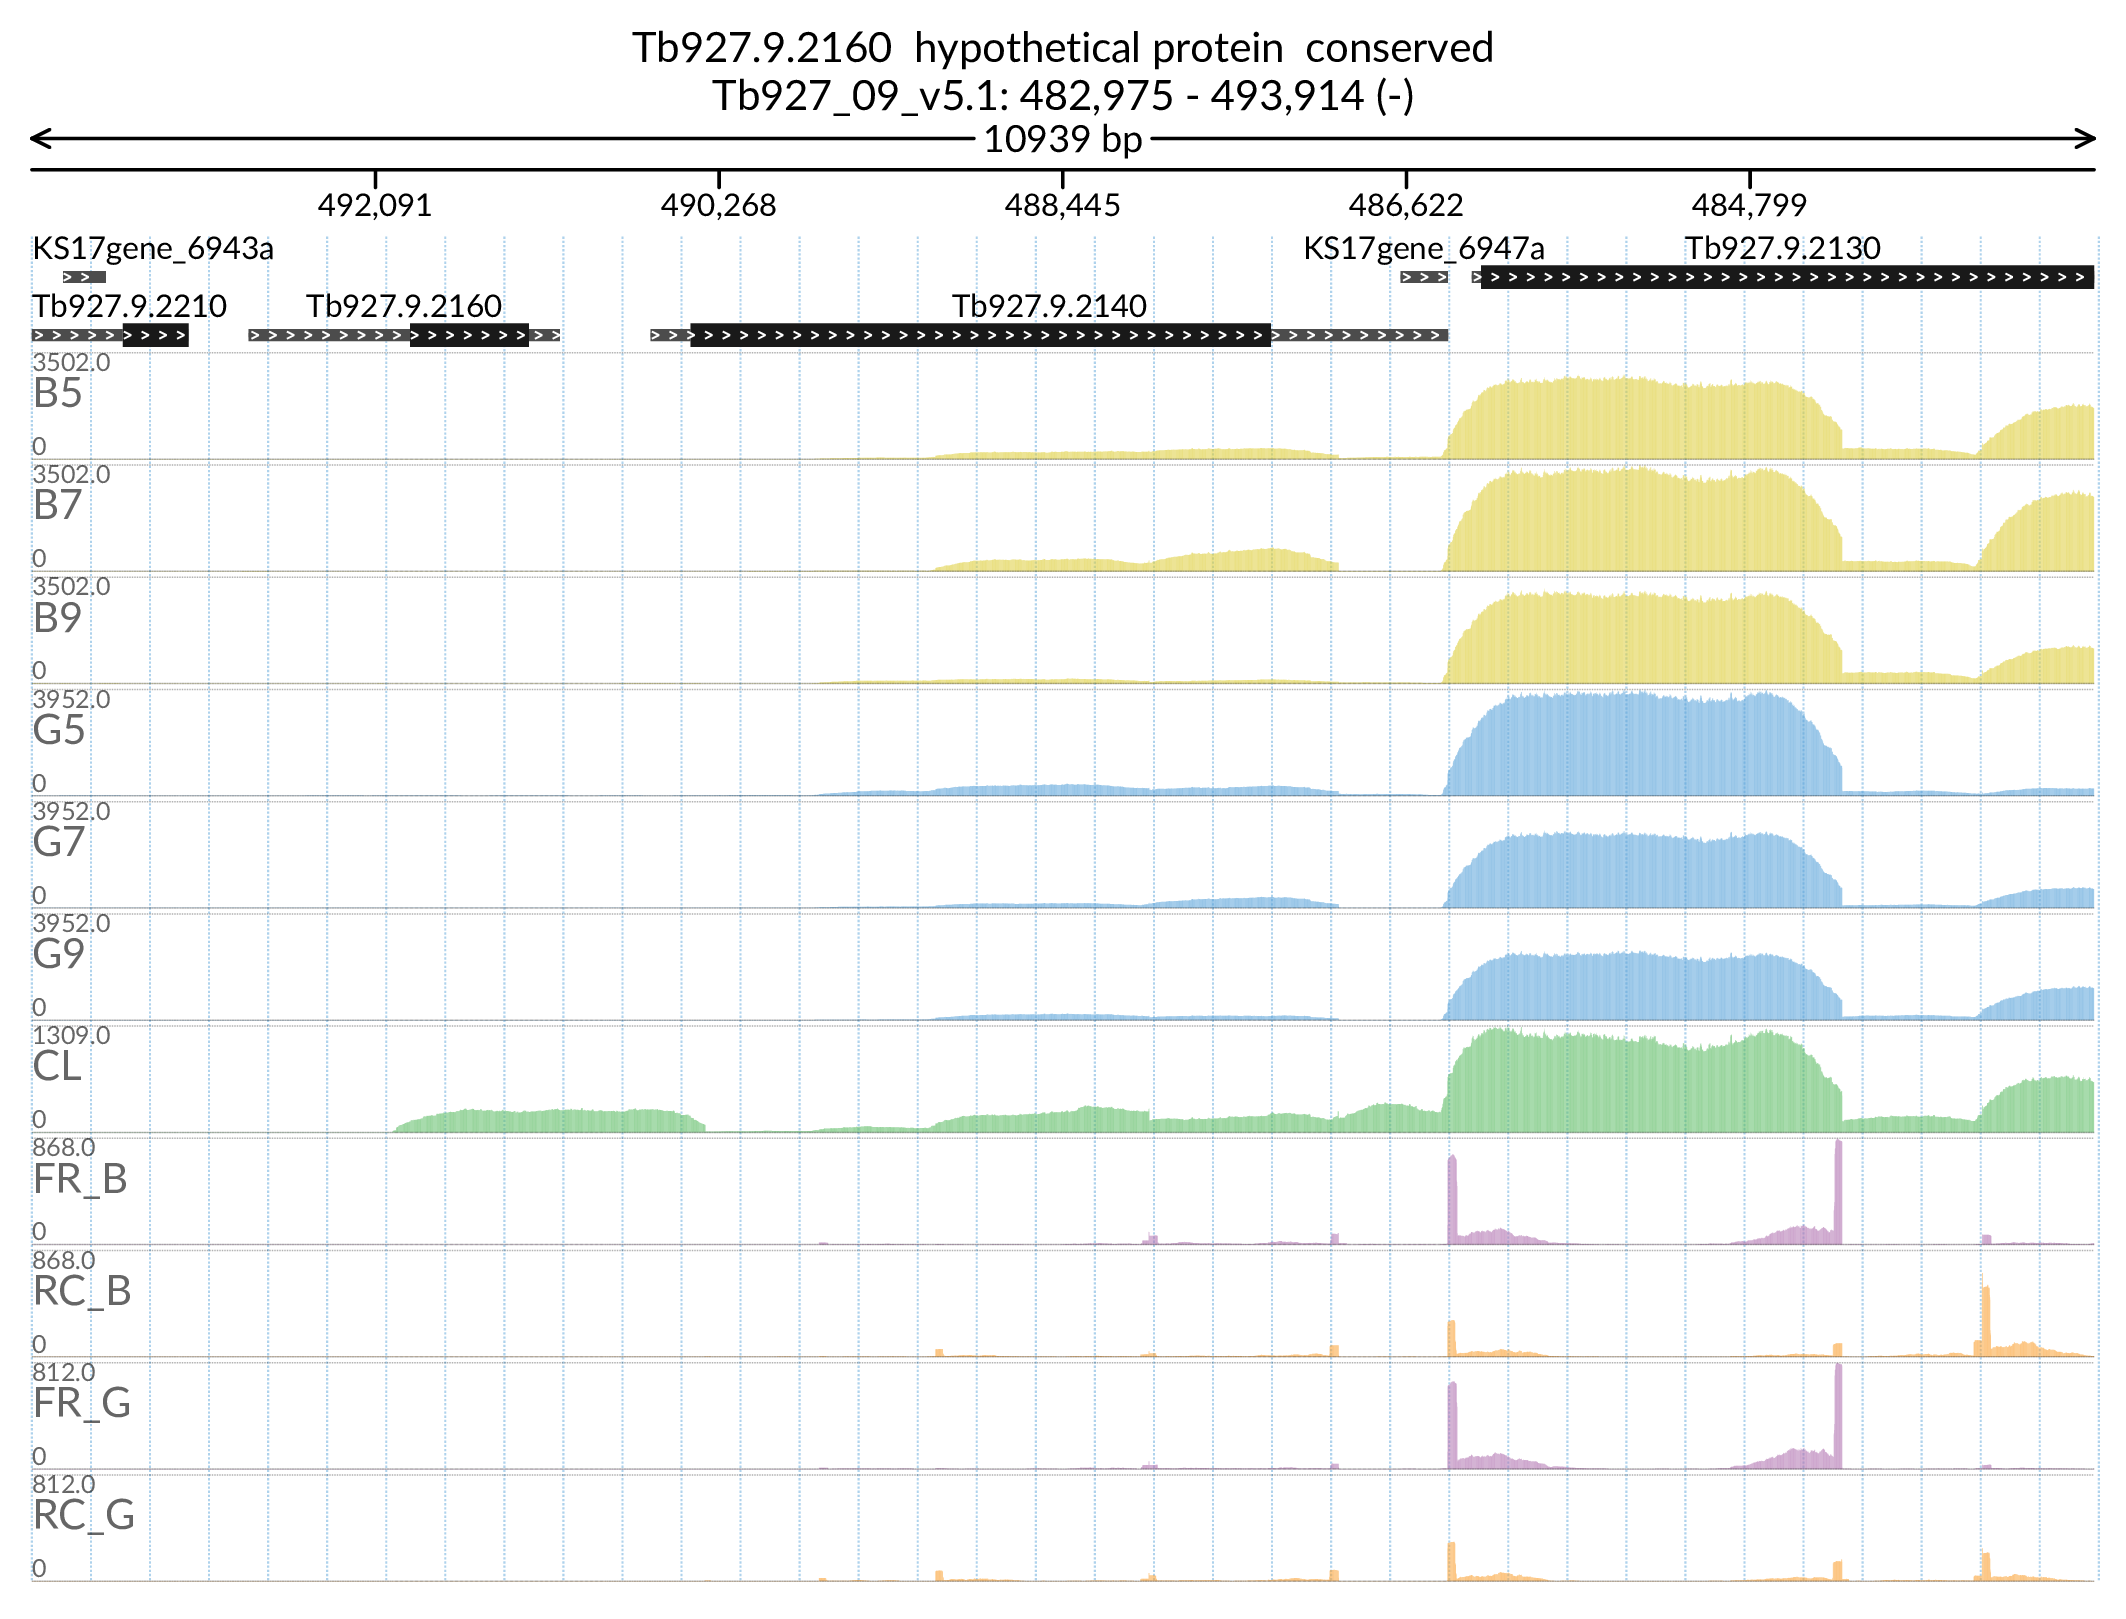 Tb927.9.2160  hypothetical protein  conserved
Tb927_09_v5.1: 482,975 - 493,914 (-)
10939 bp
492,091 490,268 488,445 486,622 484,799
KS17gene_6943a KS17gene_6947a Tb927.9.2130
Tb927.9.2210 Tb927.9.2160 Tb927.9.2140
3502.0
B5
0
3502.0
B7
0
3502.0
B9
0
3952.0
G5
0
3952.0
G7
0
3952.0
G9
0
1309.0
CL
0
868.0
FR_B
0
868.0
RC_B
0
812.0
FR_G
0
812.0
RC_G
0